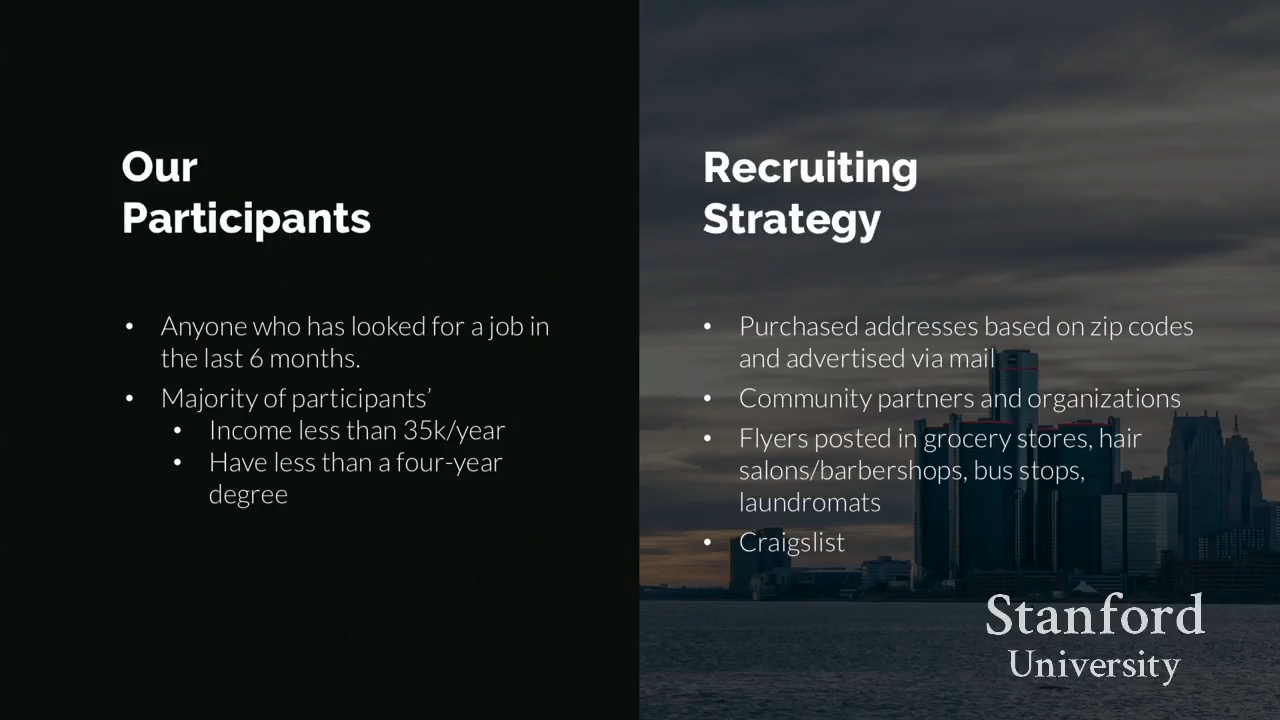 Our
Participants
• Anyone who has looked for a job in
the last 6 months.
• Majority of participants’
• Income less than 35k/year
• Have less than a four-year
degree
Recruiting
Strategy
• Purchased addresses based on zip codes
and advertised via mail
• Community partners and organizations
• Flyers posted in grocery stores, hair
salons/barbershops, bus stops,
laundromats
• Craigslist
Stanford
University